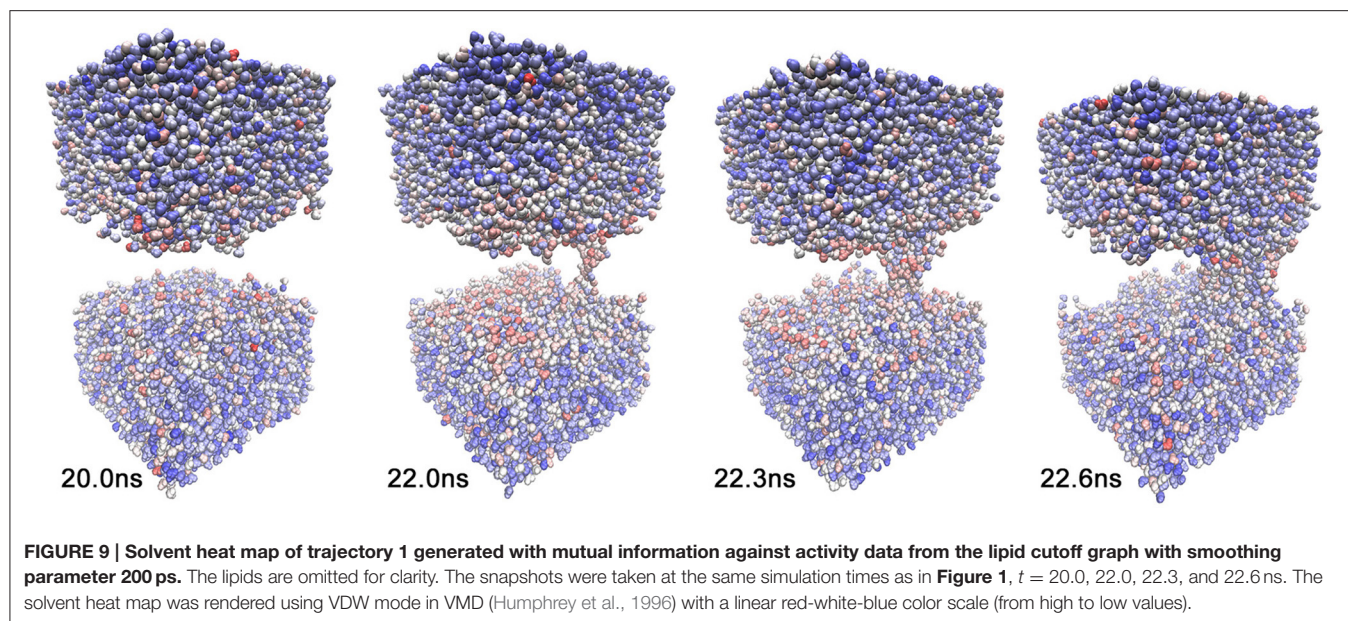 20.0ns
22.0ns
22.3ns
22.6ns
FIGURE 9 | Solvent heat map of trajectory 1 generated with mutual information against activity data from the lipid cutoff graph with smoothing
parameter 200 ps. The lipids are omitted for clarity. The snapshots were taken at the same simulation times as in Figure 1, t = 20.0, 22.0, 22.3, and 22.6 ns. The
solvent heat map was rendered using VDW mode in VMD (Humphrey et al., 1996) with a linear red-white-blue color scale (from high to low values).